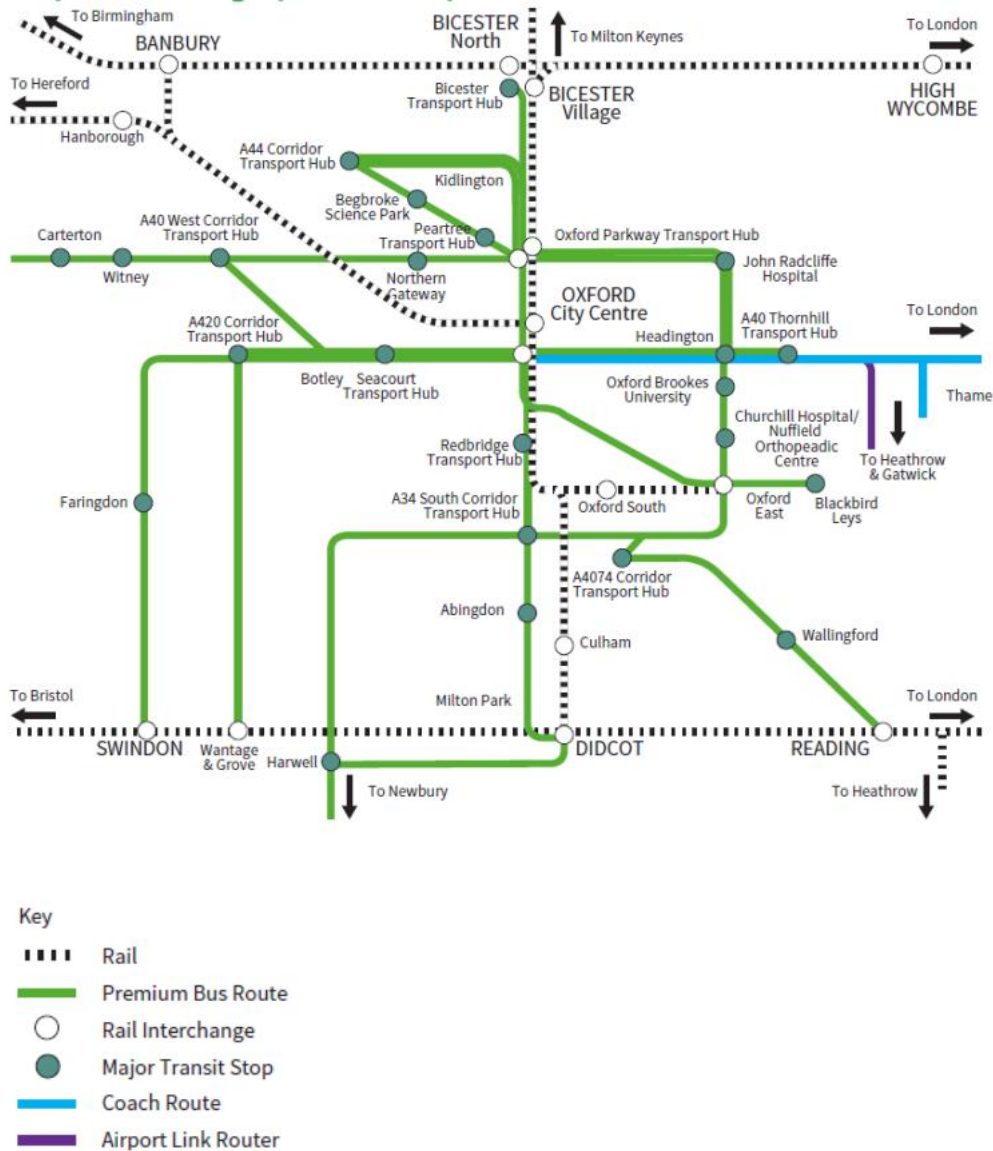 To Birmingham
BANBURY
BICESTER
North
To Milton Keynes
To London
To Hereford
Hanborough
Bicester
Transport Hub
BICESTER
Village
HIGH
WYCOMBE
A44 Corridor
Transport Hub
Kidlington
Begbroke
Science Park
Peartree
Transport Hub
Carterton
Witney
A40 West Corridor
Transport Hub
Northern
Gateway
Oxford Parkway Transport Hub
John Radcliffe
Hospital
OXFORD
City Centre
A420 Corridor
Transport Hub
Botley
Seacourt
Transport Hub
Headington
A40 Thornhill
Transport Hub
To London
Oxford Brookes
University
Thame
Churchill Hospital/
Nuffield
Orthopeadic
Centre
To Heathrow
& Gatwick
Redbridge
Transport Hub
Faringdon
A34 South Corridor
Transport Hub
Oxford South
Oxford
East
Blackbird
Leys
A4074 Corridor
Transport Hub
Abingdon
Culham
Wallingford
Milton Park
To Bristol
To London
SWINDON
Wantage
& Grove
Harwell
DIDCOT
READING
To Newbury
To Heathrow
Key
Rail
Premium Bus Route
Rail Interchange
Major Transit Stop
Coach Route
Airport Link Router